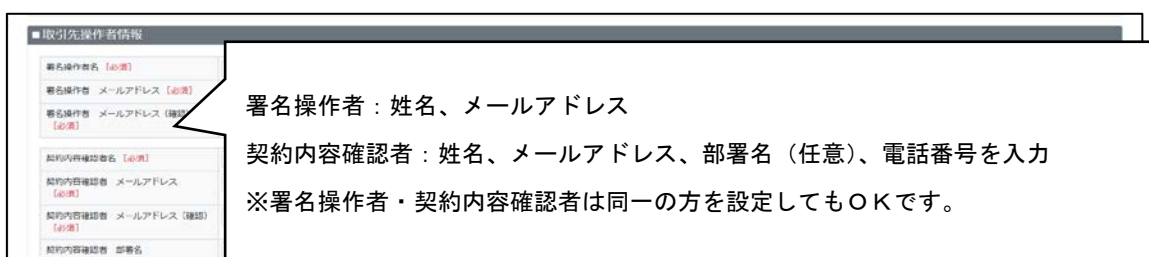 ■取引先操作者情報
署名操作者名 [必須]
署名操作者 メールアドレス [必須]
署名操作者 メールアドレス (確認)
[必須]
契約内容確認者名 [必須]
契約内容確認者 メールアドレス
[必須]
契約内容確認者 メールアドレス (確認)
[必須]
契約内容確認者 部署名
署名操作者：姓名、メールアドレス
契約内容確認者：姓名、メールアドレス、部署名（任意）、電話番号を入力
※署名操作者・契約内容確認者は同一の方を設定してもＯＫです。